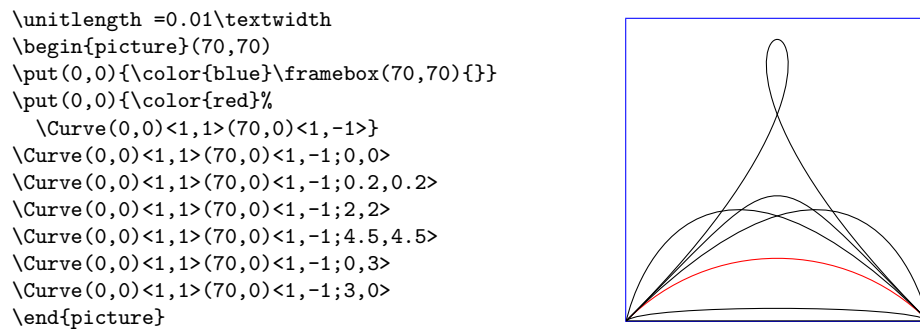 \unitlength =0.01\textwidth
\begin{picture}(70,70)
\put(0,0){\color{blue}\framebox(70,70){}}
\put(0,0){\color{red}%
  \Curve(0,0)<1,1>(70,0)<1,-1>}
\Curve(0,0)<1,1>(70,0)<1,-1;0,0>
\Curve(0,0)<1,1>(70,0)<1,-1;0.2,0.2>
\Curve(0,0)<1,1>(70,0)<1,-1;2,2>
\Curve(0,0)<1,1>(70,0)<1,-1;4.5,4.5>
\Curve(0,0)<1,1>(70,0)<1,-1;0,3>
\Curve(0,0)<1,1>(70,0)<1,-1;3,0>
\end{picture}